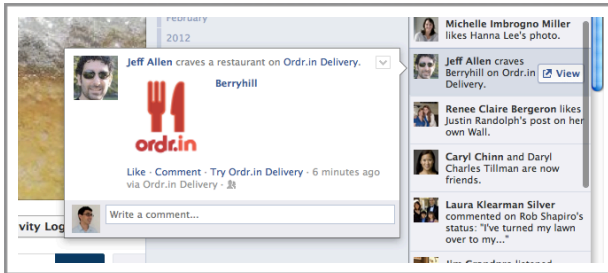 February
2012
Jeff Allen craves a restaurant on Ordr.in Delivery.
Berryhill
ordr.in
Like · Comment · Try Ordr.in Delivery · 6 minutes ago
via Ordr.in Delivery ·
Write a comment...
vity Log
Michelle Imbrogno Miller
likes Hanna Lee's photo.
Jeff Allen craves
Berryhill on Ordr.in
Delivery.
View
Renee Claire Bergeron likes
Justin Randolph's post on her
own Wall.
Caryl Chinn and Daryl
Charles Tillman are now
friends.
Laura Klearman Silver
commented on Rob Shapiro's
status: "I've turned my lawn
over to my..."